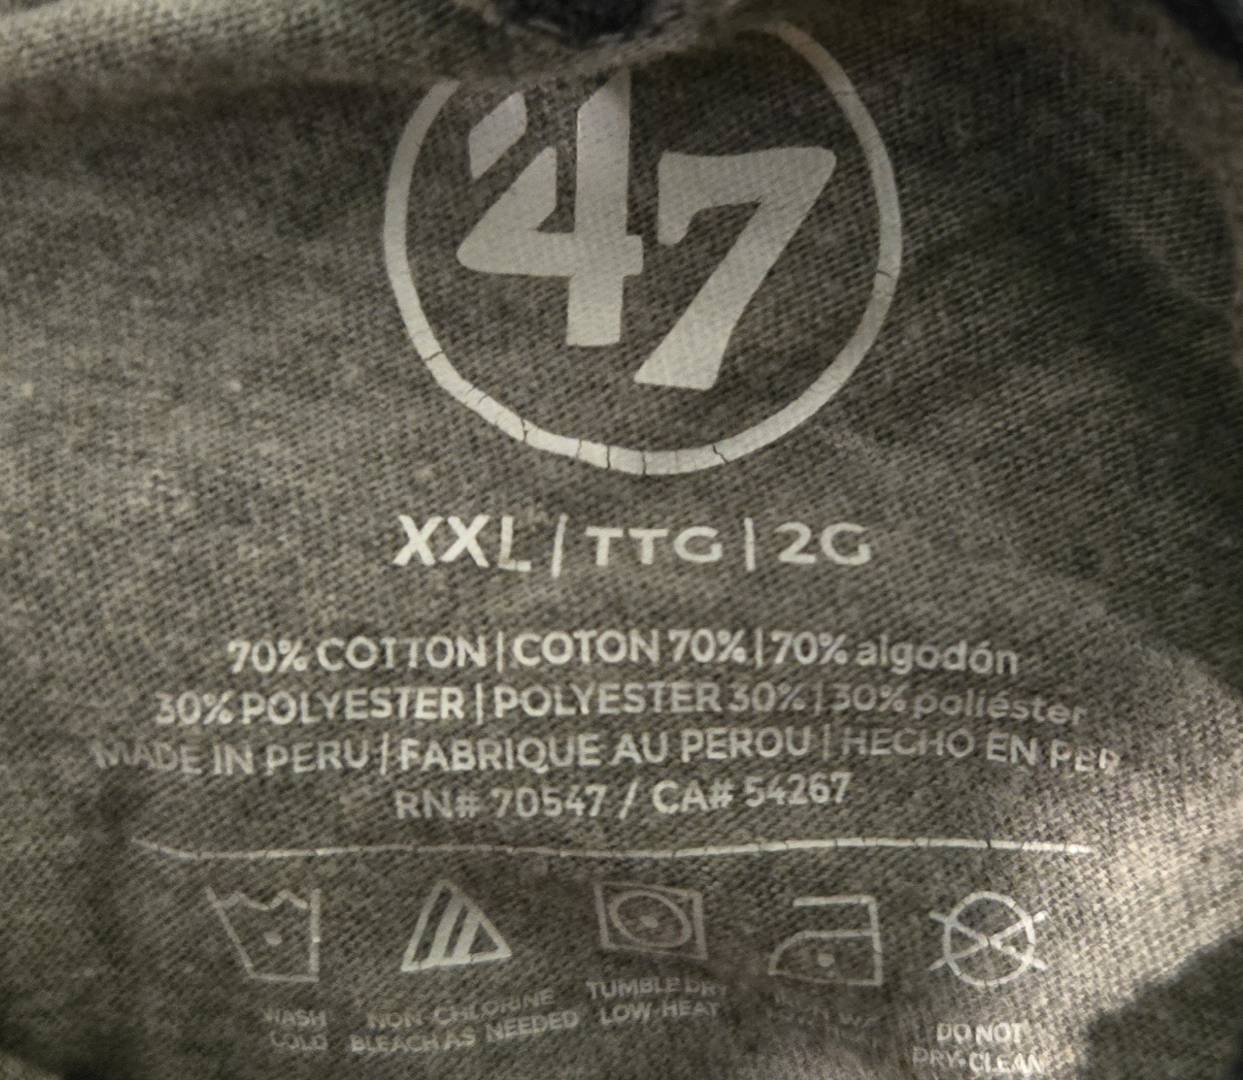 '47
XXL | TTG | 2G
70% COTTON | COTON 70% | 70% algodón
30% POLYESTER | POLYESTER 30% | 30% poliéster
MADE IN PERU | FABRIQUE AU PEROU | HECHO EN PER
RN# 70547 / CA# 54267
WASH COLD
NON-CHLORINE BLEACH AS NEEDED
TUMBLE DRY LOW HEAT
DO NOT DRY-CLEAN